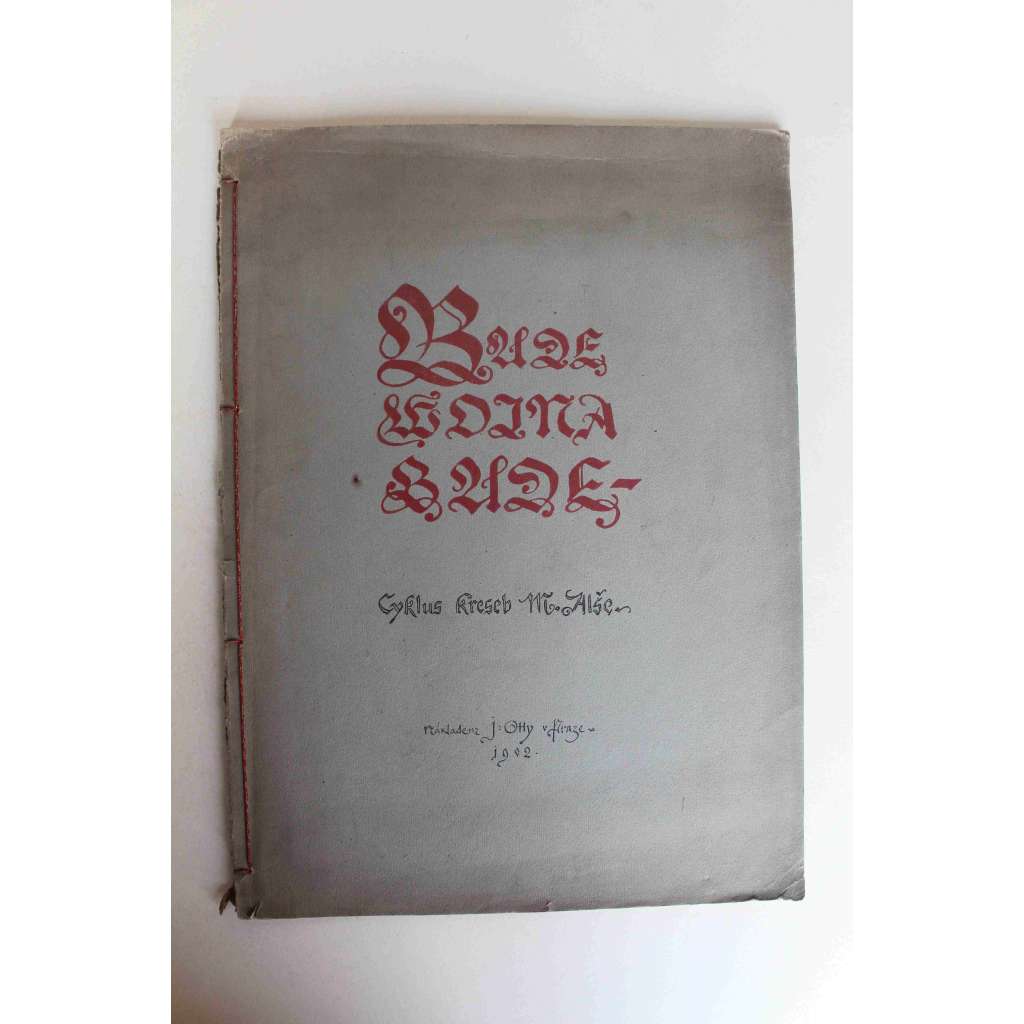 BUDE
WOJNA
BUDE-
Cyklus kreseb M. Alše.
Nákladem J. Otty v Praze.
1902.